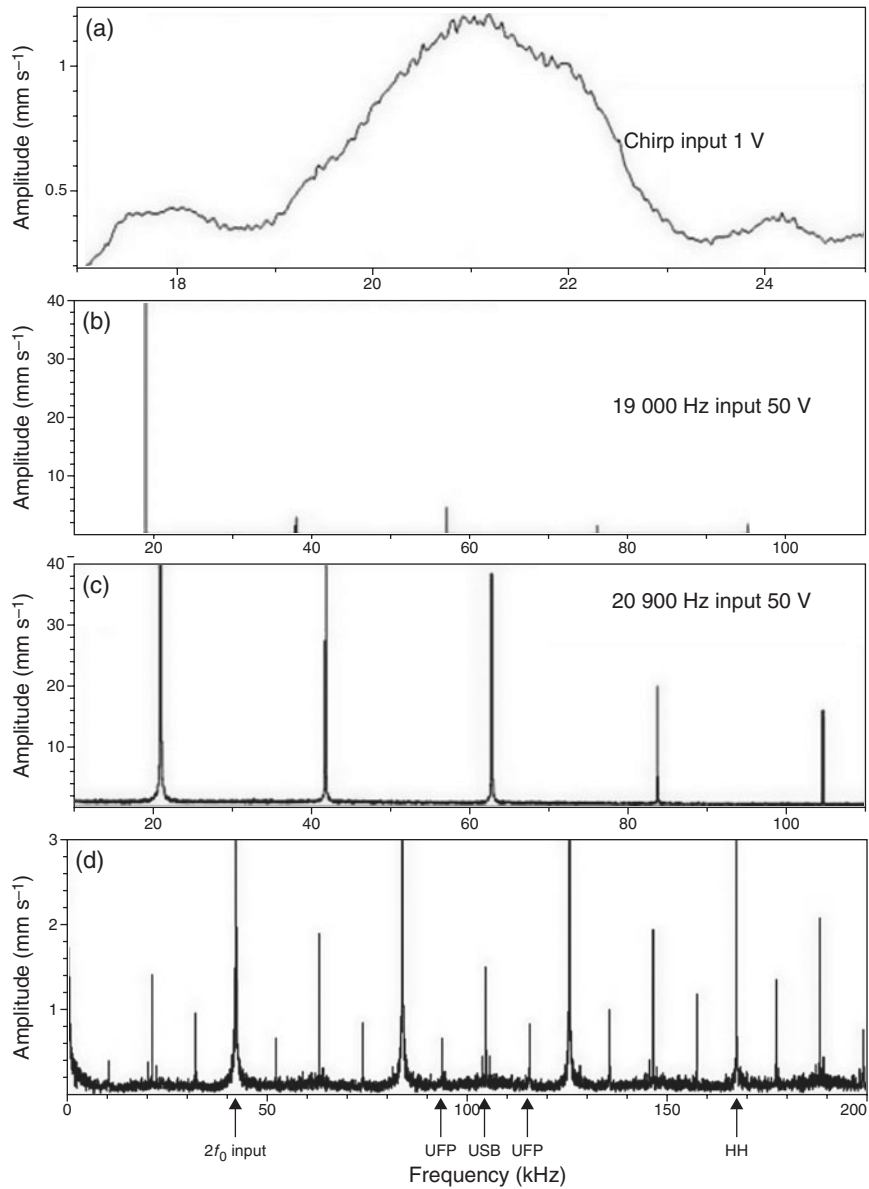 (a)
Amplitude (mm s⁻¹)
1
0.5
Chirp input 1 V
18 20 22 24
(b)
Amplitude (mm s⁻¹)
40
30
20
10
19 000 Hz input 50 V
20 40 60 80 100
(c)
Amplitude (mm s⁻¹)
40
30
20
10
20 900 Hz input 50 V
20 40 60 80 100
(d)
Amplitude (mm s⁻¹)
3
2
1
0 50 100 150 200
2f₀ input UFP USB UFP HH
Frequency (kHz)